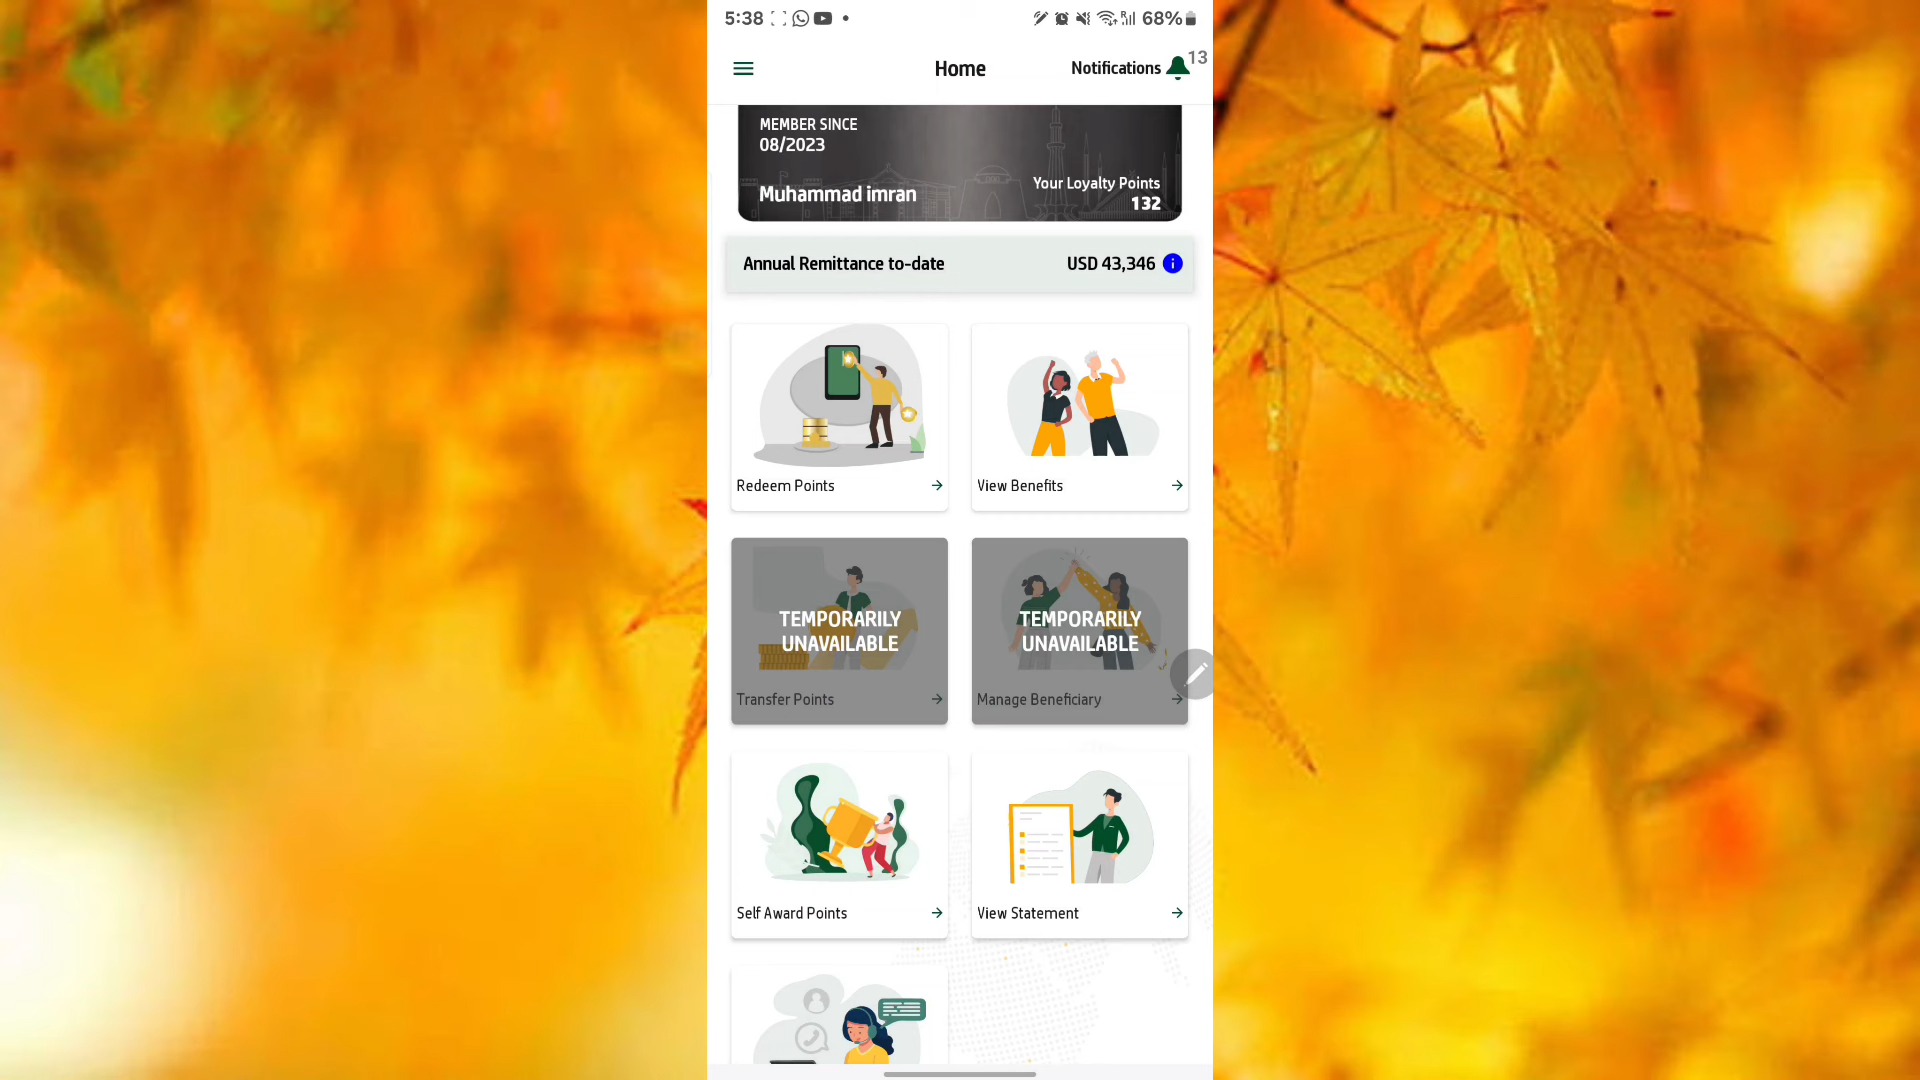 5:38
68%
Home
Notifications
13
MEMBER SINCE
08/2023
Muhammad imran
Your Loyalty Points
132
Annual Remittance to-date
USD 43,346
Redeem Points
View Benefits
TEMPORARILY
UNAVAILABLE
Transfer Points
TEMPORARILY
UNAVAILABLE
Manage Beneficiary
Self Award Points
View Statement